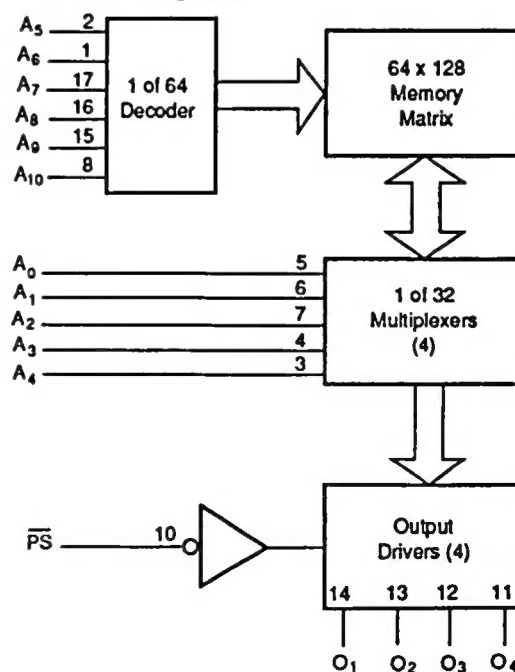 A5 2
A6 1
A7 17
A8 16
A9 15
A10 8
1 of 64
Decoder
64 x 128
Memory
Matrix
A0 5
A1 6
A2 7
A3 4
A4 3
1 of 32
Multiplexers
(4)
PS 10
Output
Drivers (4)
14 13 12 11
O1 O2 O3 O4